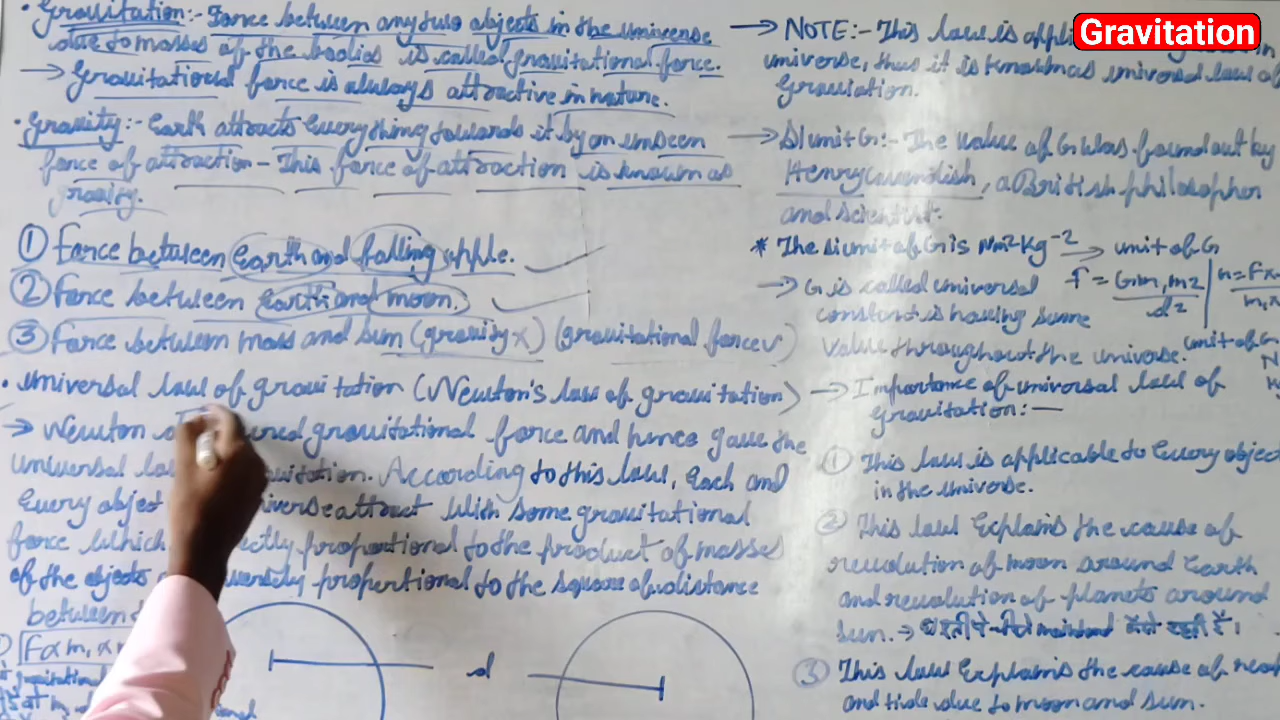 Gravitation
• Gravitation:- Force between any two objects in the universe
due to masses of the bodies is called gravitational force.
→ Gravitational force is always attractive in nature.
• Gravity:- Earth attracts Everything towards it by an unseen
force of attraction - This force of attraction is known as
gravity.
① Force between Earth and falling apple.
② Force between Earth and moon.
③ Force between mass and sun (gravity x) (gravitational force ✓)
• Universal law of gravitation (Newton's law of gravitation)
→ Newton gravitational force and hence gave the
universal According to this law, Each and
Every object attract with some gravitational
force which proportional to the product of masses
of the objects proportional to the square of distance
between
F α m₁ x
d
→ NOTE:- This law is
universe, thus it is known as universal law of
Gravitation.
→ SI unit G:- The value of G was found out by
Henry Cavendish, a British philosopher
and scientist.
* The SI unit of G is Nm²Kg⁻² → unit of G
→ G is called universal F = Gm₁m₂/d²
constant is having same
value throughout the universe. unit of G
→ Importance of universal law of
gravitation:—
① This law is applicable to Every object
in the universe.
② This law Explains the cause of
revolution of moon around Earth
and revolution of planets around
sun. →
③ This law Explains the cause of
and tide due to moon and sun.